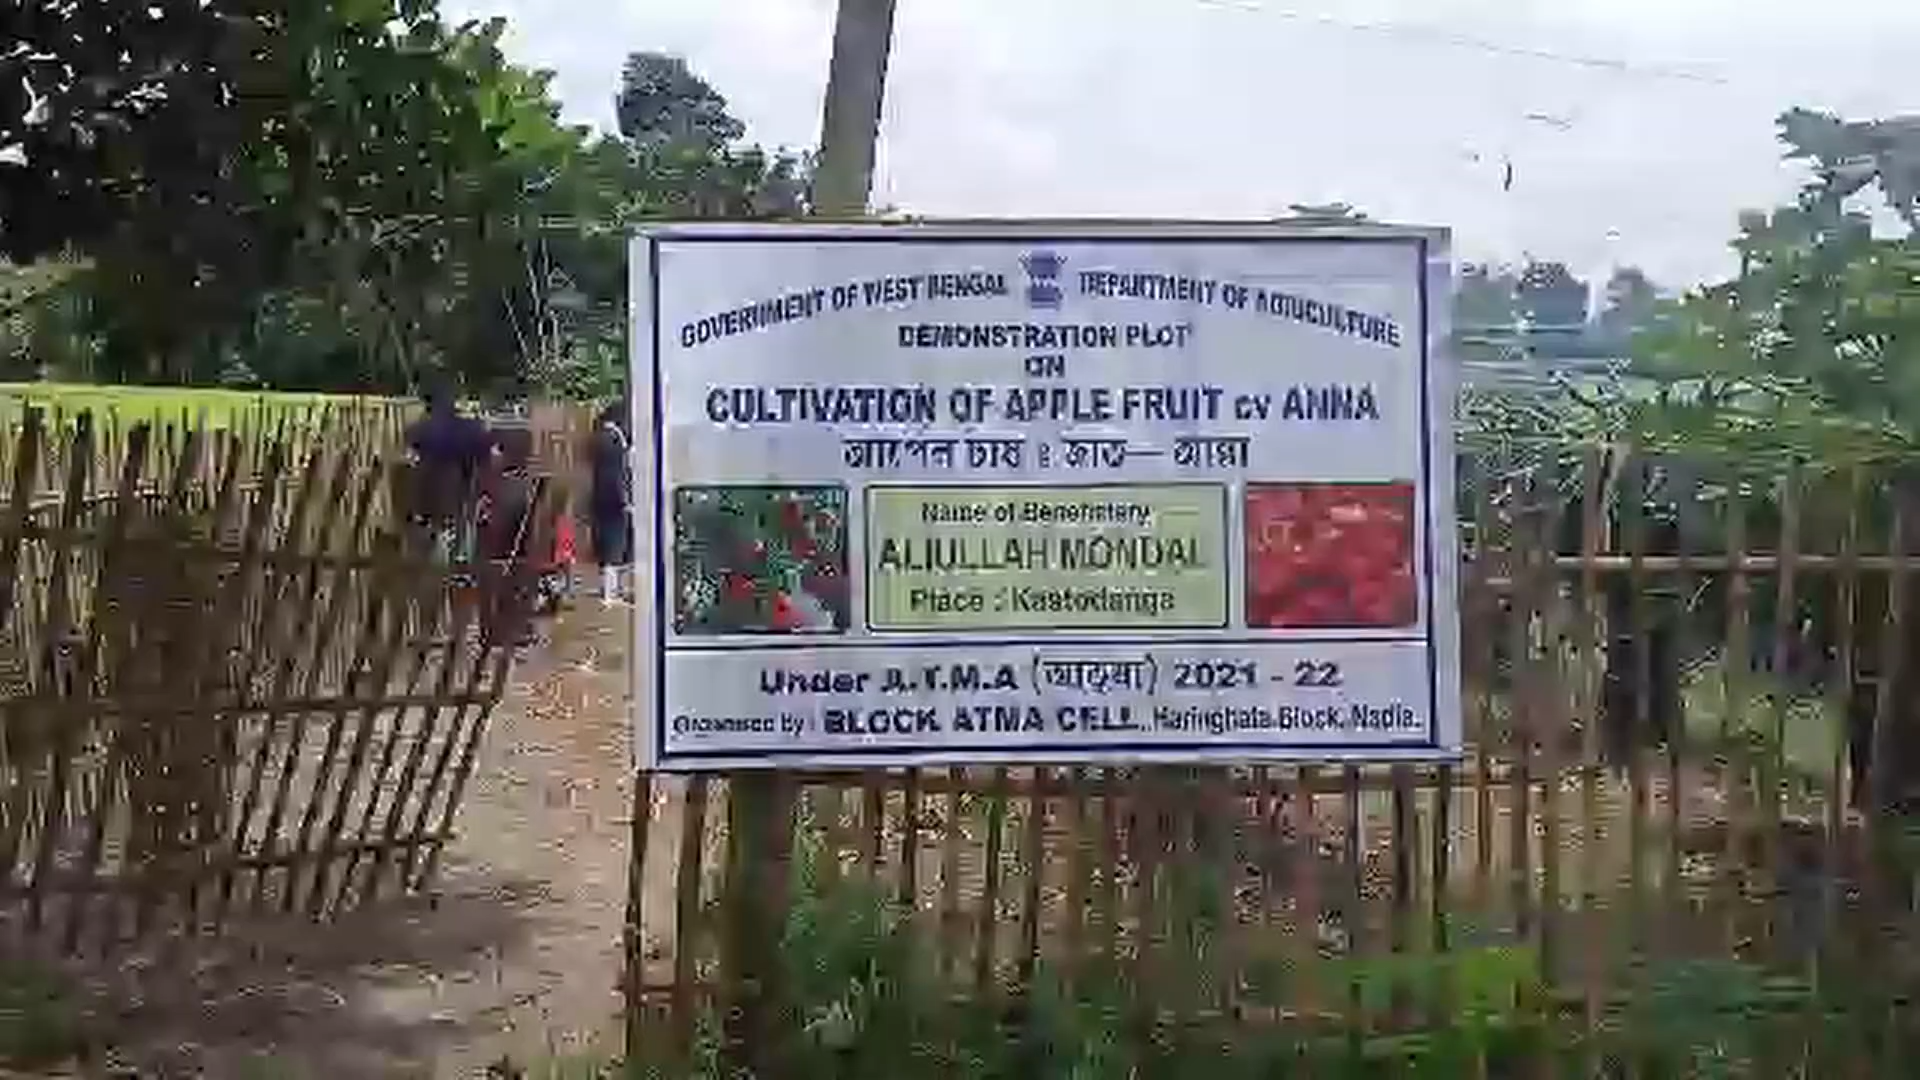 GOVERNMENT OF WEST BENGAL DEPARTMENT OF AGRICULTURE
DEMONSTRATION PLOT
ON
CULTIVATION OF APPLE FRUIT cv ANNA
আপেল চাষ : জাত— আন্না
Name of Beneficiary
ALIULLAH MONDAL
Place : Kastodanga
Under A.T.M.A (আত্মা) 2021 - 22
Organised by : BLOCK ATMA CELL, Haringhata Block, Nadia.